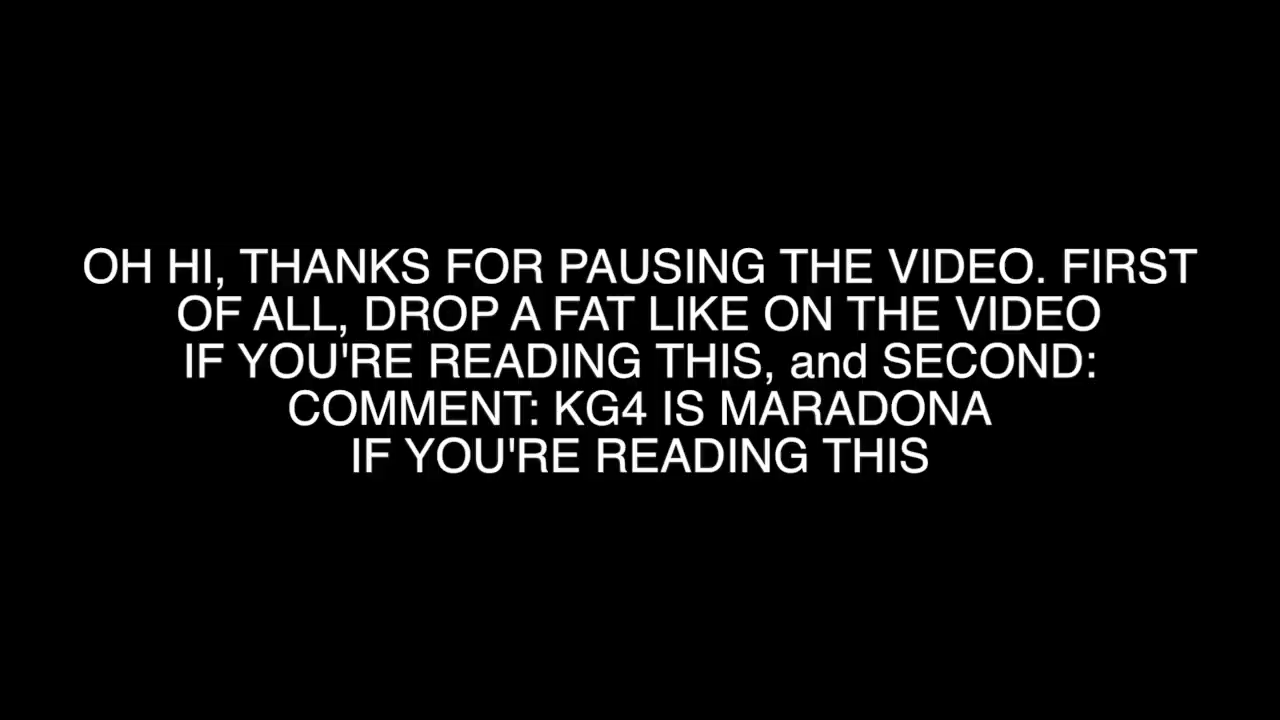 OH HI, THANKS FOR PAUSING THE VIDEO. FIRST
OF ALL, DROP A FAT LIKE ON THE VIDEO
IF YOU'RE READING THIS, and SECOND:
COMMENT: KG4 IS MARADONA
IF YOU'RE READING THIS